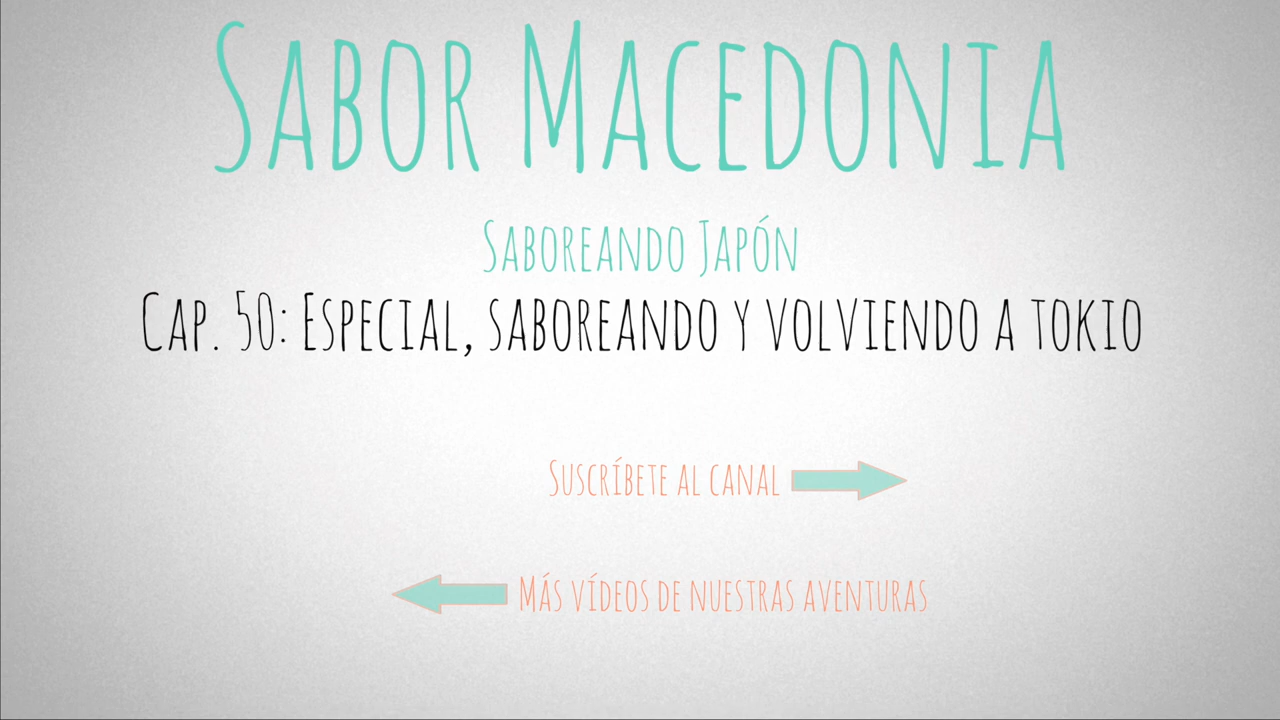 Sabor Macedonia
Saboreando Japón
Cap. 50: Especial, saboreando y volviendo a tokio
Suscríbete al canal
Más vídeos de nuestras aventuras